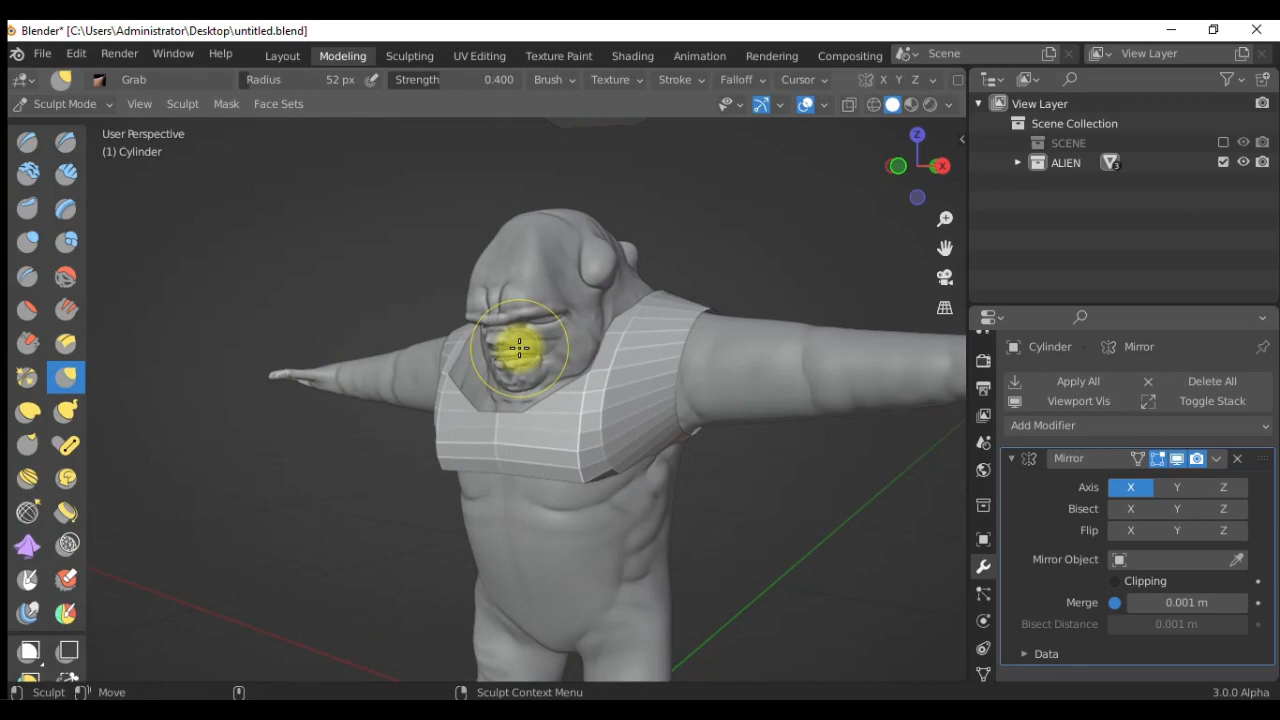 Blender* [C:\Users\Administrator\Desktop\untitled.blend]
File Edit Render Window Help Layout Modeling Sculpting UV Editing Texture Paint Shading Animation Rendering Compositing Scene View Layer
Grab Radius 52 px Strength 0.400 Brush Texture Stroke Falloff Cursor X Y Z
Sculpt Mode View Sculpt Mask Face Sets
User Perspective
(1) Cylinder
Z
X
View Layer
Scene Collection
SCENE
ALIEN 3
Cylinder Mirror
Apply All Delete All
Viewport Vis Toggle Stack
Add Modifier
Mirror
Axis X Y Z
Bisect X Y Z
Flip X Y Z
Mirror Object
Clipping
Merge 0.001 m
Bisect Distance 0.001 m
Data
Sculpt Move Sculpt Context Menu 3.0.0 Alpha